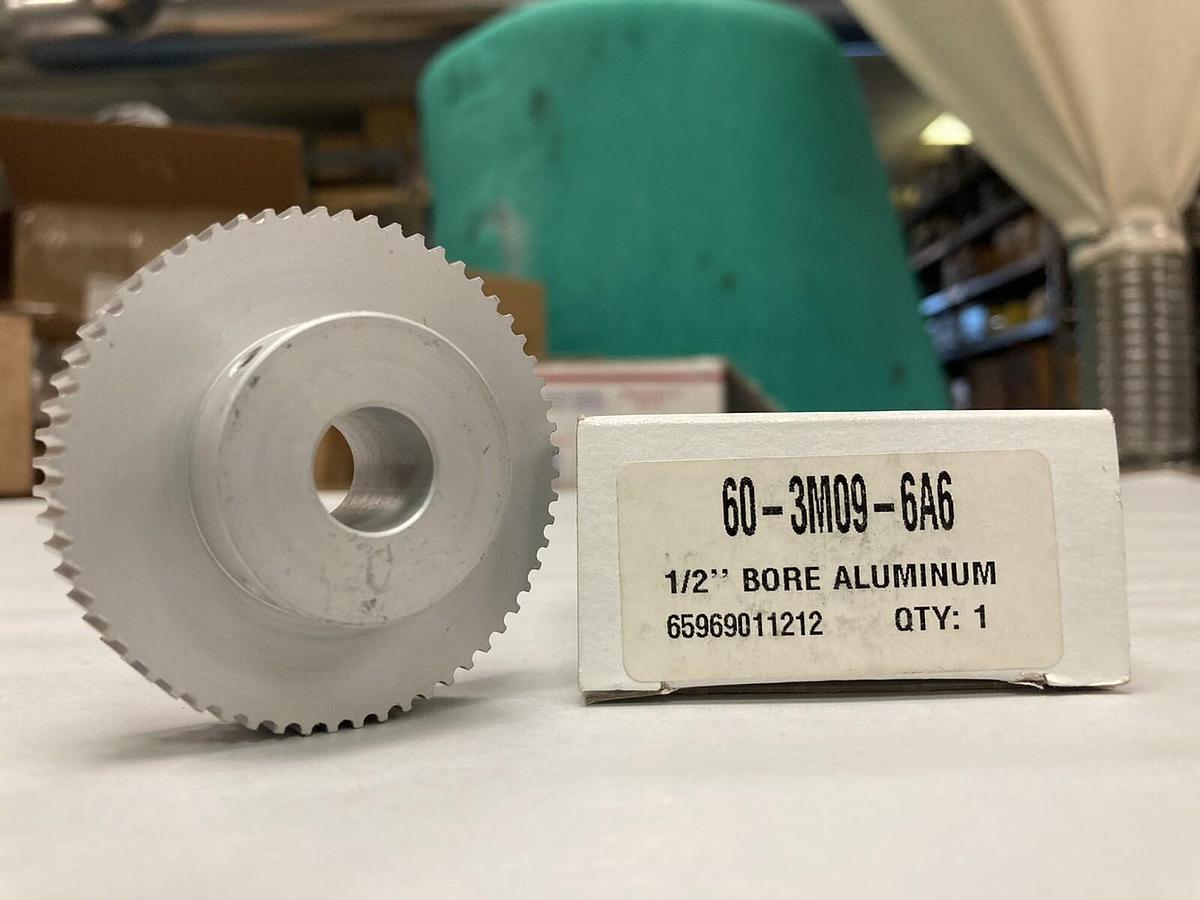 60-3M09-6A6
1/2'' BORE ALUMINUM
65969011212 QTY: 1